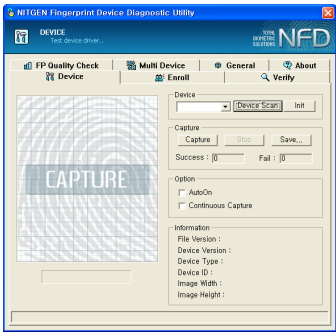 NITGEN Fingerprint Device Diagnostic Utility
DEVICE
Test device driver..
TOTAL
BIOMETRIC
SOLUTIONS
NFD
FP Quality Check
Multi Device
General
About
Device
Enroll
Verify
CAPTURE
Device
Device Scan
Init
Capture
Capture
Stop
Save...
Success : 0
Fail : 0
Option
AutoOn
Continuous Capture
Information
File Version :
Device Version :
Device Type :
Device ID :
Image Width :
Image Height :